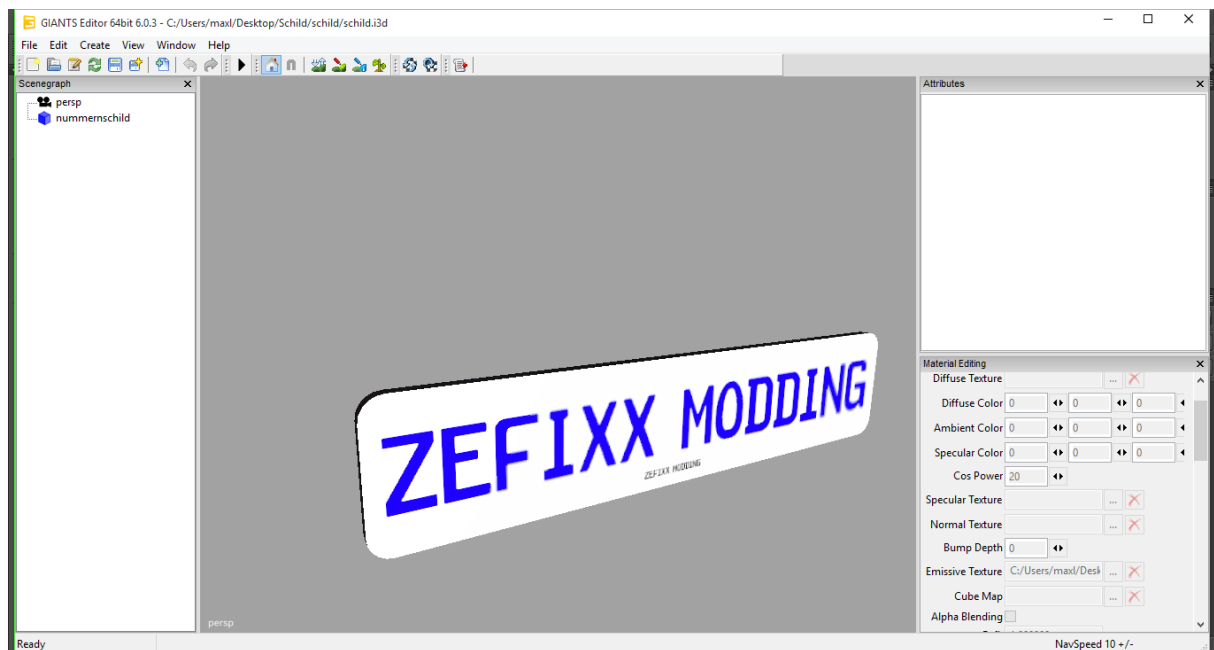 GIANTS Editor 64bit 6.0.3 - C:/Users/maxl/Desktop/Schild/schild/schild.i3d
File Edit Create View Window Help
Scenegraph
persp
nummernschild
ZEFIXX MODDING
ZEFIXX MODDING
persp
Attributes
Material Editing
Diffuse Texture ...
Diffuse Color 0 0 0
Ambient Color 0 0 0
Specular Color 0 0 0
Cos Power 20
Specular Texture ...
Normal Texture ...
Bump Depth 0
Emissive Texture C:/Users/maxl/Desk ...
Cube Map ...
Alpha Blending
Ready
NavSpeed 10 +/-